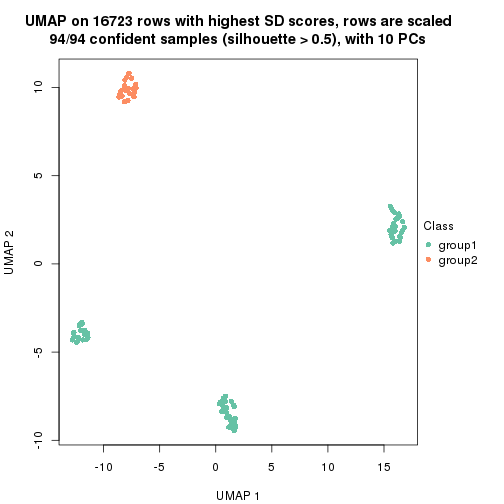 UMAP on 16723 rows with highest SD scores, rows are scaled
94/94 confident samples (silhouette > 0.5), with 10 PCs
10
5
0
-5
-10
UMAP 2
-10
-5
0
5
10
15
UMAP 1
Class
group1
group2